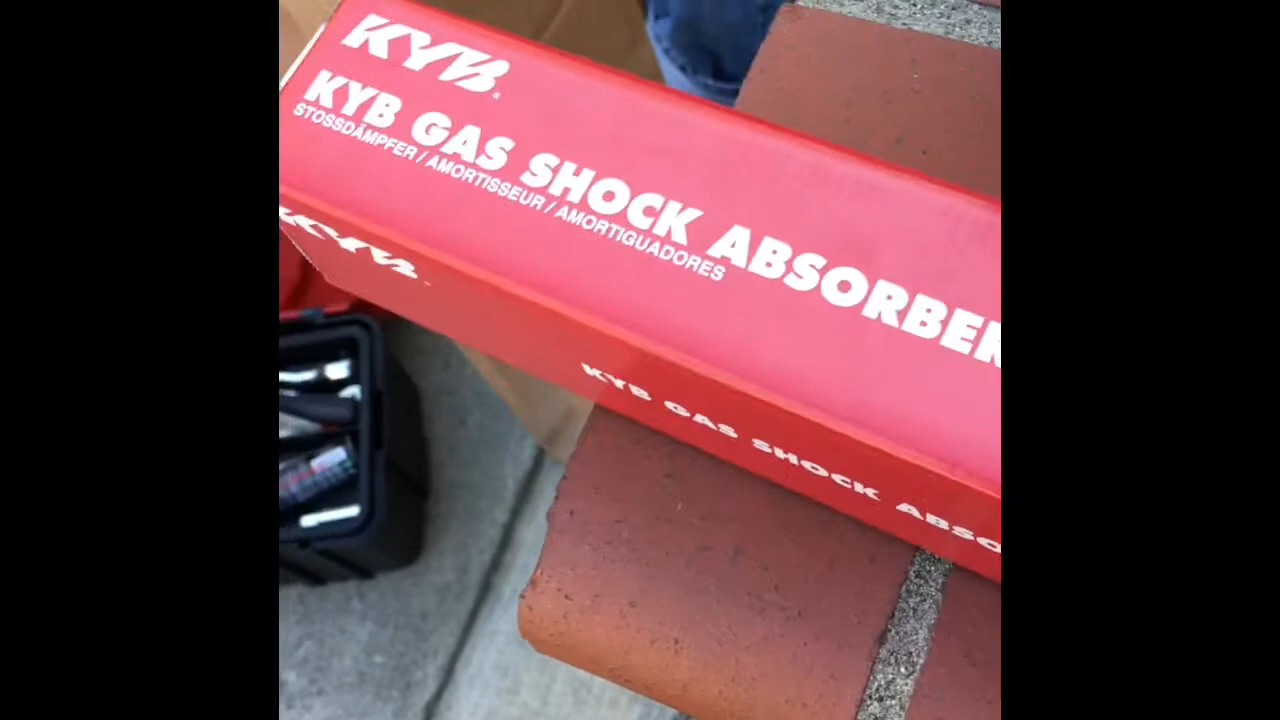 KYB
KYB GAS SHOCK ABSORBER
STOSSDÄMPFER / AMORTISSEUR / AMORTIGUADORES
KYB
KYB GAS SHOCK ABSO